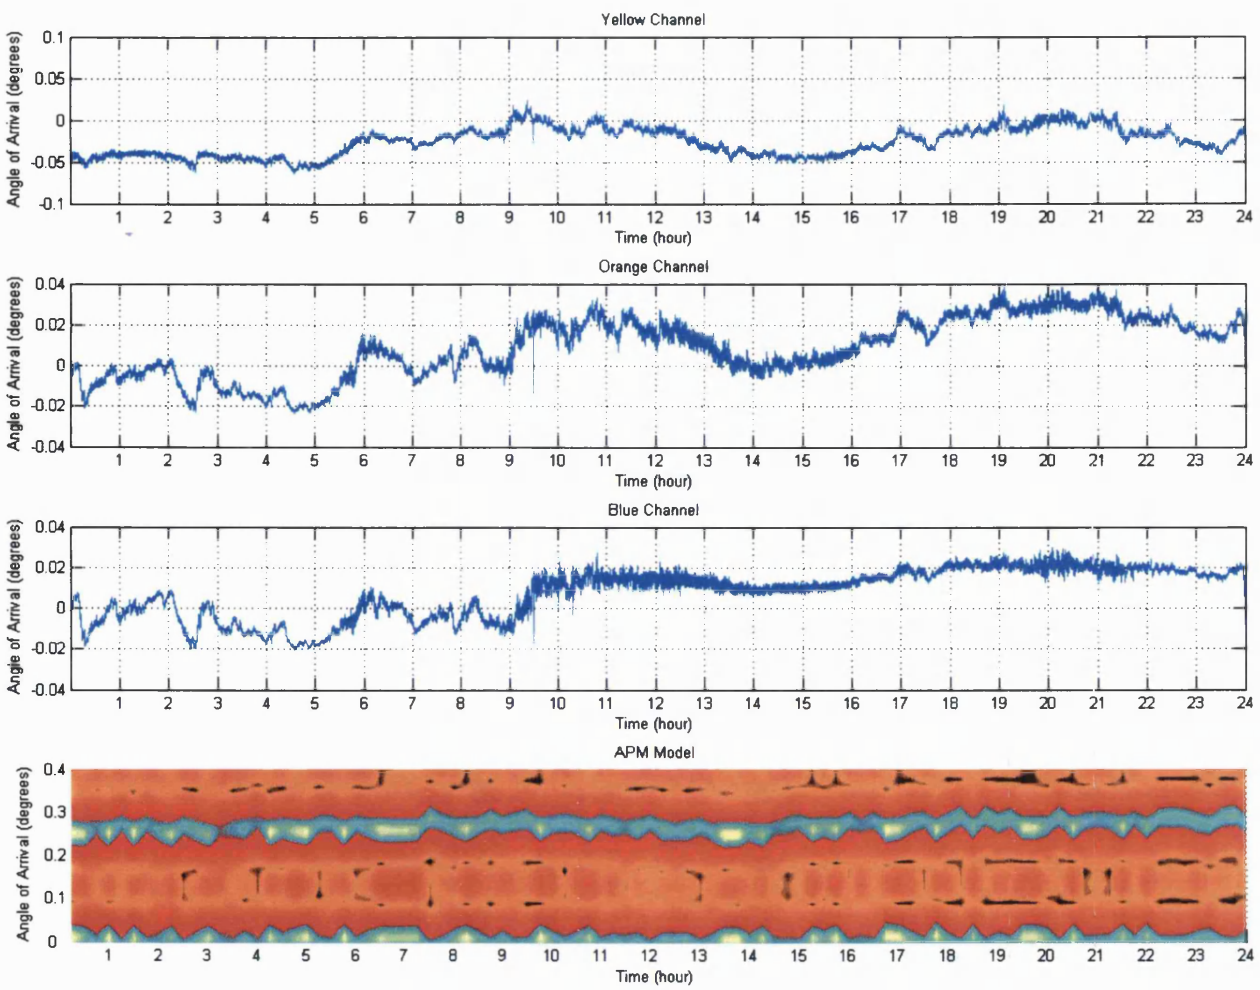 Yellow Channel
Angle of Arrival (degrees)
0.1
0.05
0
-0.05
-0.1
1 2 3 4 5 6 7 8 9 10 11 12 13 14 15 16 17 18 19 20 21 22 23 24
Time (hour)
Orange Channel
Angle of Arrival (degrees)
0.04
0.02
0
-0.02
-0.04
1 2 3 4 5 6 7 8 9 10 11 12 13 14 15 16 17 18 19 20 21 22 23 24
Time (hour)
Blue Channel
Angle of Arrival (degrees)
0.04
0.02
0
-0.02
-0.04
1 2 3 4 5 6 7 8 9 10 11 12 13 14 15 16 17 18 19 20 21 22 23 24
Time (hour)
APM Model
Angle of Arrival (degrees)
0.4
0.3
0.2
0.1
0
1 2 3 4 5 6 7 8 9 10 11 12 13 14 15 16 17 18 19 20 21 22 23 24
Time (hour)